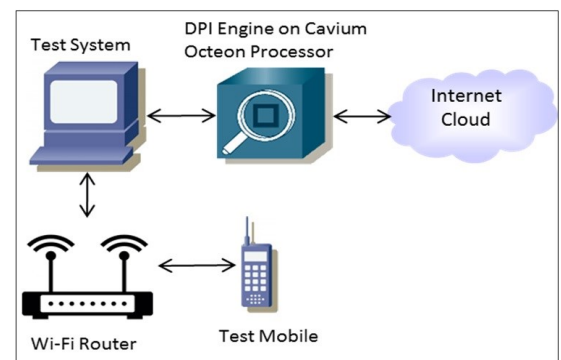 Test System
DPI Engine on Cavium
Octeon Processor
Internet
Cloud
Wi-Fi Router
Test Mobile